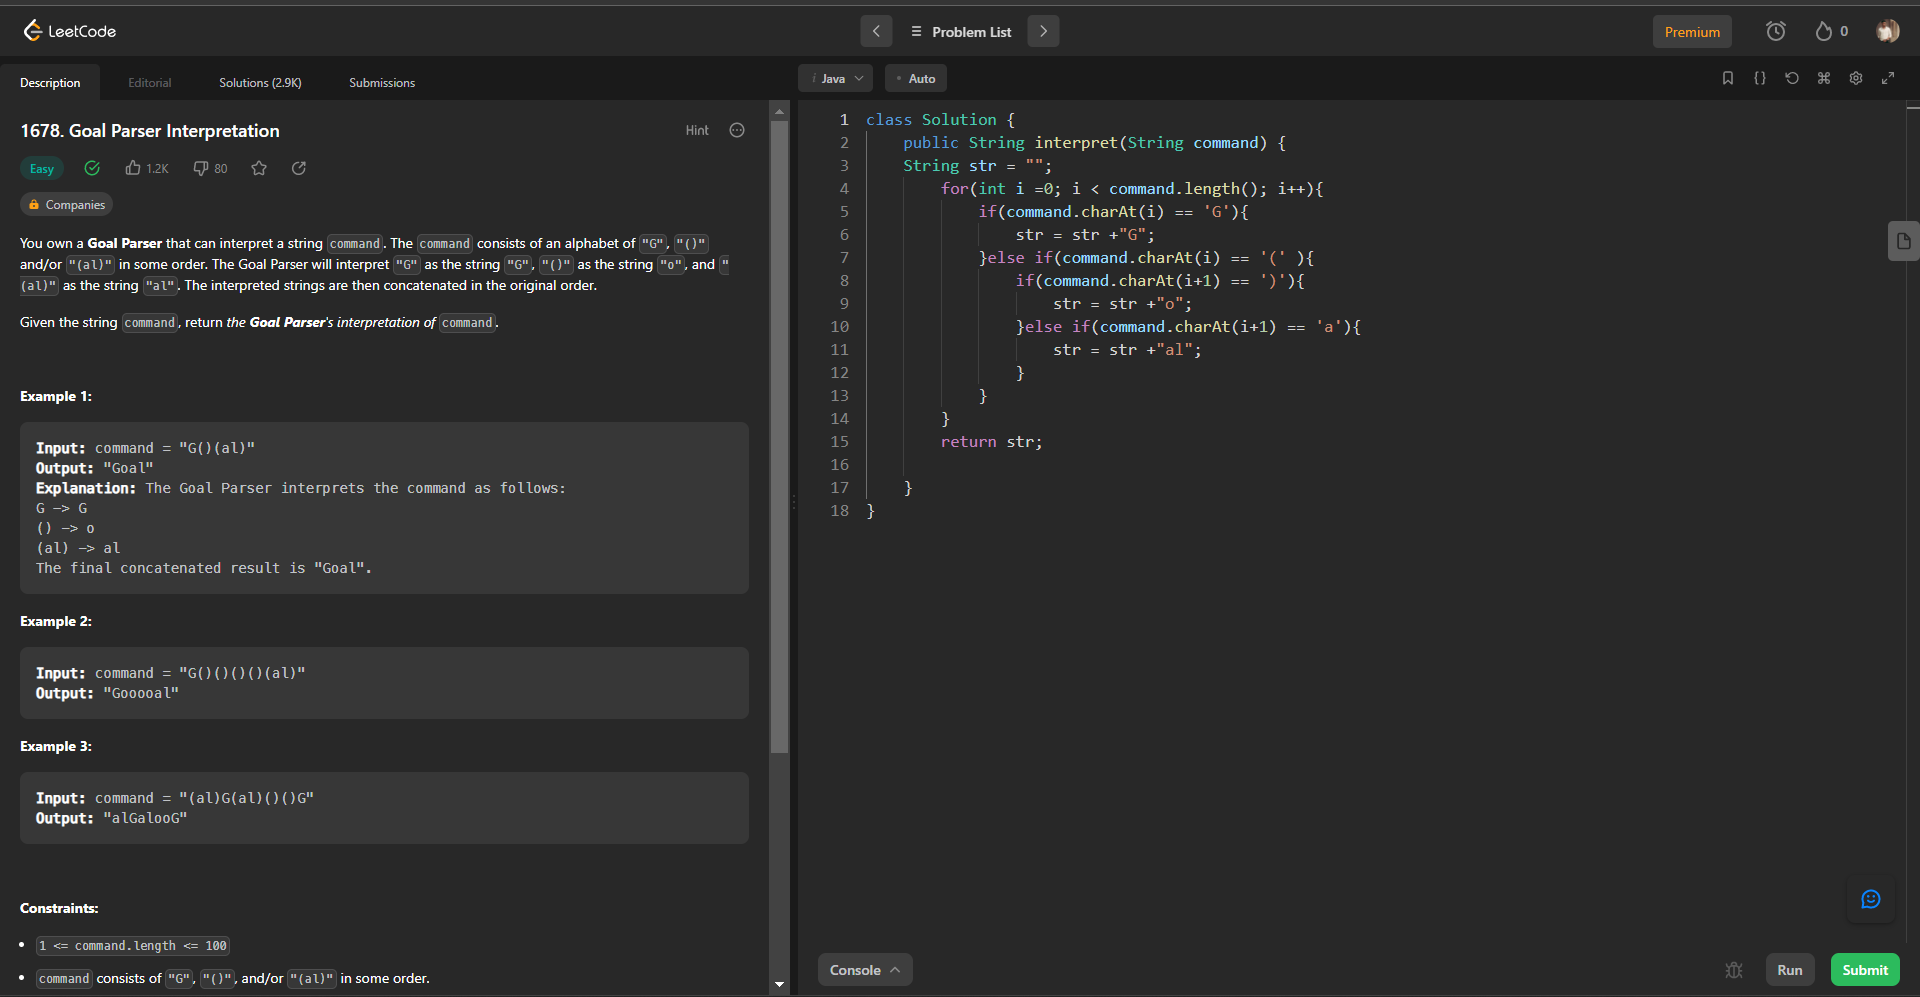 LeetCode
Problem List
Premium
0
Description
Editorial
Solutions (2.9K)
Submissions
i Java
Auto
1678. Goal Parser Interpretation
Hint
Easy
1.2K
80
Companies
You own a Goal Parser that can interpret a string command. The command consists of an alphabet of "G", "()"
and/or "(al)" in some order. The Goal Parser will interpret "G" as the string "G", "()" as the string "o", and "
(al)" as the string "al". The interpreted strings are then concatenated in the original order.
Given the string command, return the Goal Parser's interpretation of command.
Example 1:
Input: command = "G()(al)"
Output: "Goal"
Explanation: The Goal Parser interprets the command as follows:
G -> G
() -> o
(al) -> al
The final concatenated result is "Goal".
Example 2:
Input: command = "G()()()()(al)"
Output: "Gooooal"
Example 3:
Input: command = "(al)G(al)()()G"
Output: "alGalooG"
Constraints:
• 1 <= command.length <= 100
• command consists of "G", "()", and/or "(al)" in some order.
1 class Solution {
2 public String interpret(String command) {
3 String str = "";
4 for(int i =0; i < command.length(); i++){
5 if(command.charAt(i) == 'G'){
6 str = str +"G";
7 }else if(command.charAt(i) == '(' ){
8 if(command.charAt(i+1) == ')'){
9 str = str +"o";
10 }else if(command.charAt(i+1) == 'a'){
11 str = str +"al";
12 }
13 }
14 }
15 return str;
16
17 }
18 }
Console
Run
Submit